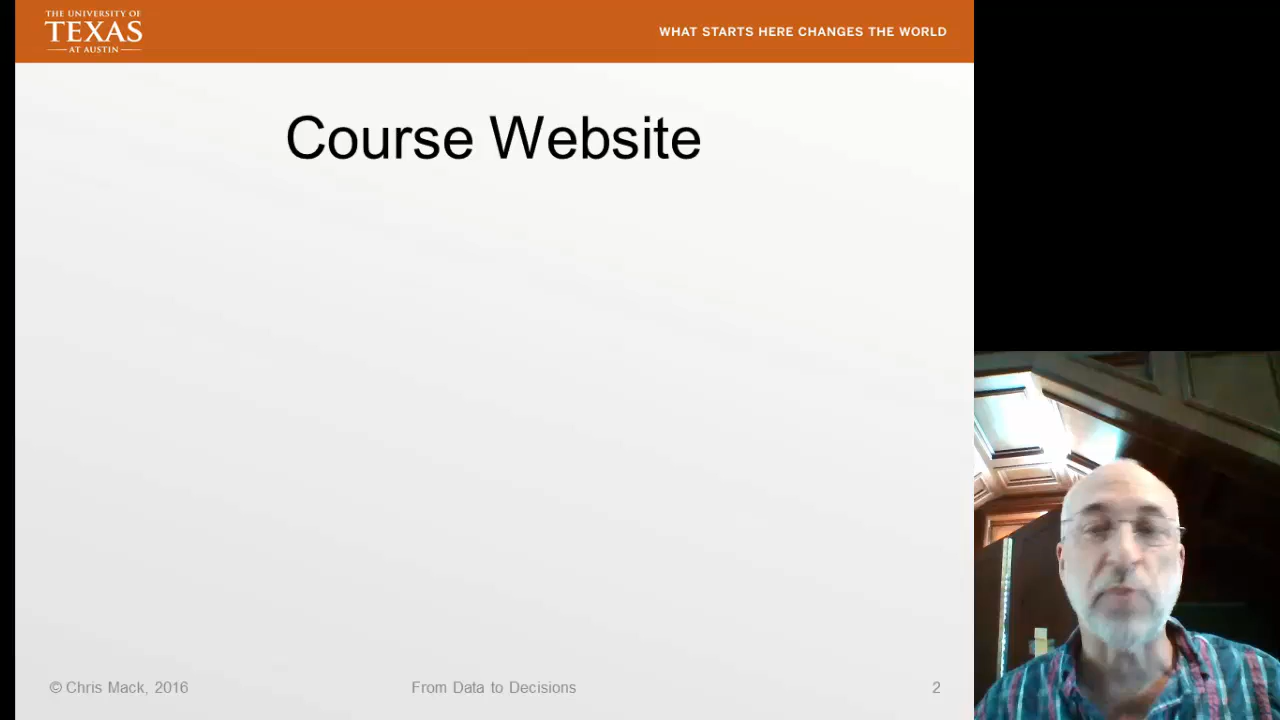 THE UNIVERSITY OF
TEXAS
AT AUSTIN
WHAT STARTS HERE CHANGES THE WORLD
Course Website
© Chris Mack, 2016
From Data to Decisions
2